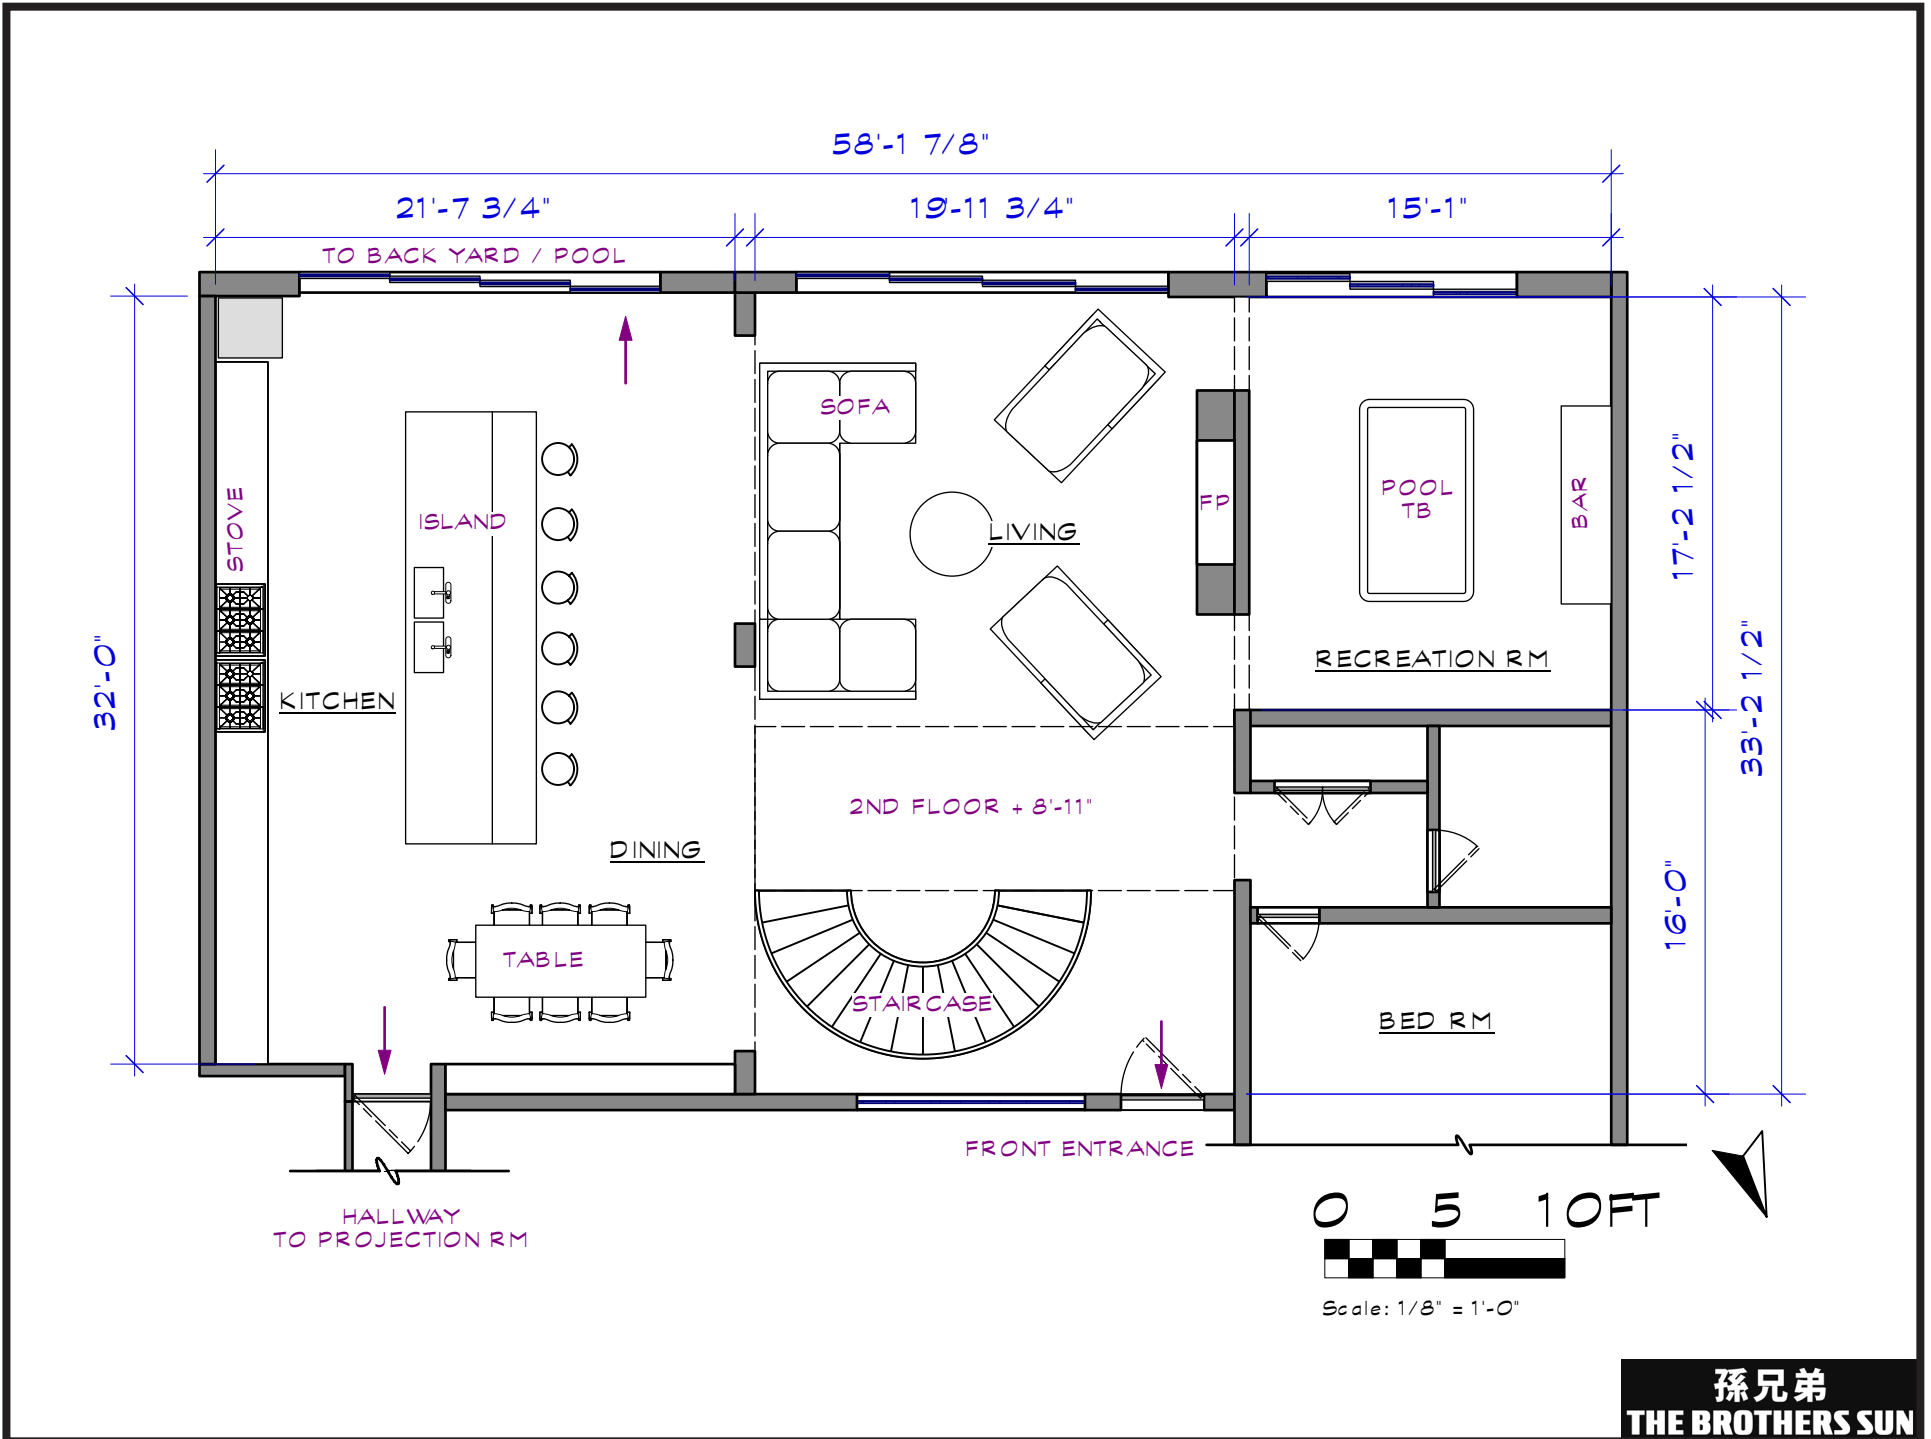 58'-1 7/8"
21'-7 3/4"
19'-11 3/4"
15'-1"
TO BACK YARD / POOL
SOFA
STOVE
ISLAND
LIVING
FP
POOL
TB
BAR
17'-2 1/2"
33'-2 1/2"
32'-0"
KITCHEN
RECREATION RM
2ND FLOOR + 8'-11"
DINING
16'-0"
TABLE
STAIRCASE
BED RM
FRONT ENTRANCE
HALLWAY
TO PROJECTION RM
0 5 10FT
Scale: 1/8" = 1'-0"
孫兄弟
THE BROTHERS SUN